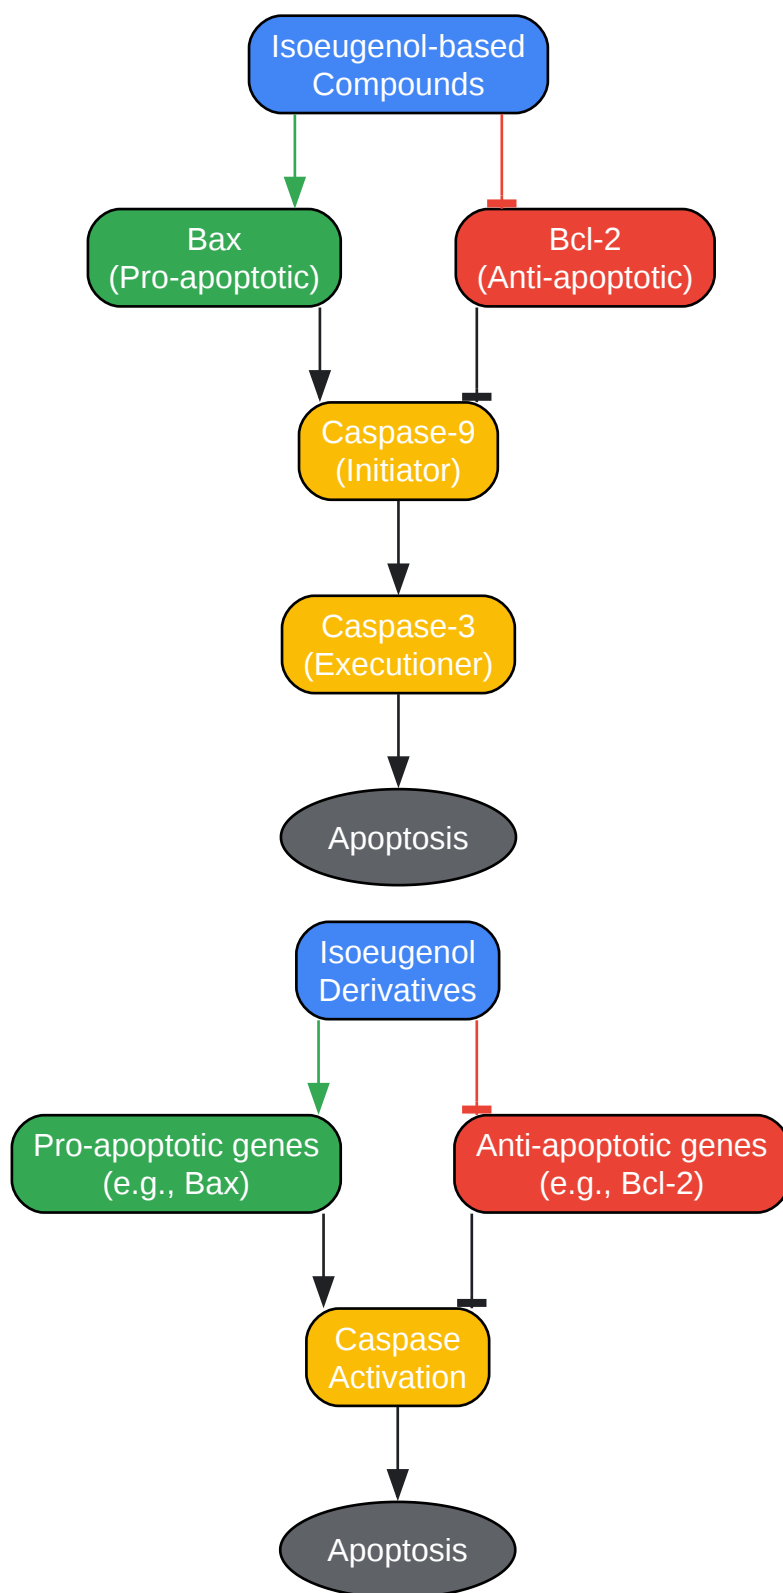 Isoeugenol-based
Compounds
Bax
(Pro-apoptotic)
Bcl-2
(Anti-apoptotic)
Caspase-9
(Initiator)
Caspase-3
(Executioner)
Apoptosis
Isoeugenol
Derivatives
Pro-apoptotic genes
(e.g., Bax)
Anti-apoptotic genes
(e.g., Bcl-2)
Caspase
Activation
Apoptosis